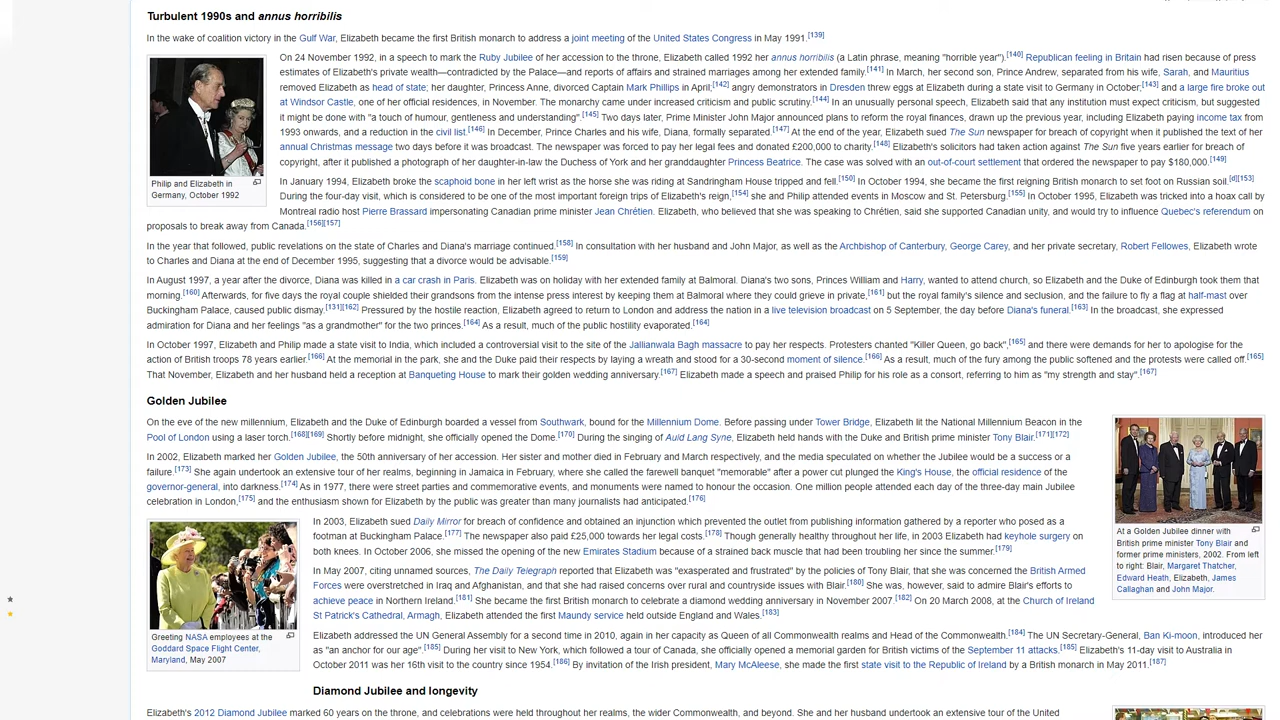 Turbulent 1990s and annus horribilis
In the wake of coalition victory in the Gulf War, Elizabeth became the first British monarch to address a joint meeting of the United States Congress in May 1991.[139]
On 24 November 1992, in a speech to mark the Ruby Jubilee of her accession to the throne, Elizabeth called 1992 her annus horribilis (a Latin phrase, meaning "horrible year").[140] Republican feeling in Britain had risen because of press
estimates of Elizabeth's private wealth—contradicted by the Palace—and reports of affairs and strained marriages among her extended family.[141] In March, her second son, Prince Andrew, separated from his wife, Sarah, and Mauritius
removed Elizabeth as head of state; her daughter, Princess Anne, divorced Captain Mark Phillips in April;[142] angry demonstrators in Dresden threw eggs at Elizabeth during a state visit to Germany in October;[143] and a large fire broke out
at Windsor Castle, one of her official residences, in November. The monarchy came under increased criticism and public scrutiny.[144] In an unusually personal speech, Elizabeth said that any institution must expect criticism, but suggested
it might be done with "a touch of humour, gentleness and understanding".[145] Two days later, Prime Minister John Major announced plans to reform the royal finances, drawn up the previous year, including Elizabeth paying income tax from
1993 onwards, and a reduction in the civil list.[146] In December, Prince Charles and his wife, Diana, formally separated.[147] At the end of the year, Elizabeth sued The Sun newspaper for breach of copyright when it published the text of her
annual Christmas message two days before it was broadcast. The newspaper was forced to pay her legal fees and donated £200,000 to charity.[148] Elizabeth's solicitors had taken action against The Sun five years earlier for breach of
copyright, after it published a photograph of her daughter-in-law the Duchess of York and her granddaughter Princess Beatrice. The case was solved with an out-of-court settlement that ordered the newspaper to pay $180,000.[149]
Philip and Elizabeth in
Germany, October 1992
In January 1994, Elizabeth broke the scaphoid bone in her left wrist as the horse she was riding at Sandringham House tripped and fell.[150] In October 1994, she became the first reigning British monarch to set foot on Russian soil.[d][153]
During the four-day visit, which is considered to be one of the most important foreign trips of Elizabeth's reign,[154] she and Philip attended events in Moscow and St. Petersburg.[155] In October 1995, Elizabeth was tricked into a hoax call by
Montreal radio host Pierre Brassard impersonating Canadian prime minister Jean Chrétien. Elizabeth, who believed that she was speaking to Chrétien, said she supported Canadian unity, and would try to influence Quebec's referendum on
proposals to break away from Canada.[156][157]
In the year that followed, public revelations on the state of Charles and Diana's marriage continued.[158] In consultation with her husband and John Major, as well as the Archbishop of Canterbury, George Carey, and her private secretary, Robert Fellowes, Elizabeth wrote
to Charles and Diana at the end of December 1995, suggesting that a divorce would be advisable.[159]
In August 1997, a year after the divorce, Diana was killed in a car crash in Paris. Elizabeth was on holiday with her extended family at Balmoral. Diana's two sons, Princes William and Harry, wanted to attend church, so Elizabeth and the Duke of Edinburgh took them that
morning.[160] Afterwards, for five days the royal couple shielded their grandsons from the intense press interest by keeping them at Balmoral where they could grieve in private,[161] but the royal family's silence and seclusion, and the failure to fly a flag at half-mast over
Buckingham Palace, caused public dismay.[131][162] Pressured by the hostile reaction, Elizabeth agreed to return to London and address the nation in a live television broadcast on 5 September, the day before Diana's funeral.[163] In the broadcast, she expressed
admiration for Diana and her feelings "as a grandmother" for the two princes.[164] As a result, much of the public hostility evaporated.[164]
In October 1997, Elizabeth and Philip made a state visit to India, which included a controversial visit to the site of the Jallianwala Bagh massacre to pay her respects. Protesters chanted "Killer Queen, go back",[165] and there were demands for her to apologise for the
action of British troops 78 years earlier.[166] At the memorial in the park, she and the Duke paid their respects by laying a wreath and stood for a 30-second moment of silence.[166] As a result, much of the fury among the public softened and the protests were called off.[165]
That November, Elizabeth and her husband held a reception at Banqueting House to mark their golden wedding anniversary.[167] Elizabeth made a speech and praised Philip for his role as a consort, referring to him as "my strength and stay".[167]
Golden Jubilee
On the eve of the new millennium, Elizabeth and the Duke of Edinburgh boarded a vessel from Southwark, bound for the Millennium Dome. Before passing under Tower Bridge, Elizabeth lit the National Millennium Beacon in the
Pool of London using a laser torch.[168][169] Shortly before midnight, she officially opened the Dome.[170] During the singing of Auld Lang Syne, Elizabeth held hands with the Duke and British prime minister Tony Blair.[171][172]
In 2002, Elizabeth marked her Golden Jubilee, the 50th anniversary of her accession. Her sister and mother died in February and March respectively, and the media speculated on whether the Jubilee would be a success or a
failure.[173] She again undertook an extensive tour of her realms, beginning in Jamaica in February, where she called the farewell banquet "memorable" after a power cut plunged the King's House, the official residence of the
governor-general, into darkness.[174] As in 1977, there were street parties and commemorative events, and monuments were named to honour the occasion. One million people attended each day of the three-day main Jubilee
celebration in London,[175] and the enthusiasm shown for Elizabeth by the public was greater than many journalists had anticipated.[176]
At a Golden Jubilee dinner with
British prime minister Tony Blair and
former prime ministers, 2002. From left
to right: Blair, Margaret Thatcher,
Edward Heath, Elizabeth, James
Callaghan and John Major.
In 2003, Elizabeth sued Daily Mirror for breach of confidence and obtained an injunction which prevented the outlet from publishing information gathered by a reporter who posed as a
footman at Buckingham Palace.[177] The newspaper also paid £25,000 towards her legal costs.[178] Though generally healthy throughout her life, in 2003 Elizabeth had keyhole surgery on
both knees. In October 2006, she missed the opening of the new Emirates Stadium because of a strained back muscle that had been troubling her since the summer.[179]
In May 2007, citing unnamed sources, The Daily Telegraph reported that Elizabeth was "exasperated and frustrated" by the policies of Tony Blair, that she was concerned the British Armed
Forces were overstretched in Iraq and Afghanistan, and that she had raised concerns over rural and countryside issues with Blair.[180] She was, however, said to admire Blair's efforts to
achieve peace in Northern Ireland.[181] She became the first British monarch to celebrate a diamond wedding anniversary in November 2007.[182] On 20 March 2008, at the Church of Ireland
St Patrick's Cathedral, Armagh, Elizabeth attended the first Maundy service held outside England and Wales.[183]
Greeting NASA employees at the
Goddard Space Flight Center,
Maryland, May 2007
Elizabeth addressed the UN General Assembly for a second time in 2010, again in her capacity as Queen of all Commonwealth realms and Head of the Commonwealth.[184] The UN Secretary-General, Ban Ki-moon, introduced her
as "an anchor for our age".[185] During her visit to New York, which followed a tour of Canada, she officially opened a memorial garden for British victims of the September 11 attacks.[185] Elizabeth's 11-day visit to Australia in
October 2011 was her 16th visit to the country since 1954.[186] By invitation of the Irish president, Mary McAleese, she made the first state visit to the Republic of Ireland by a British monarch in May 2011.[187]
Diamond Jubilee and longevity
Elizabeth's 2012 Diamond Jubilee marked 60 years on the throne, and celebrations were held throughout her realms, the wider Commonwealth, and beyond. She and her husband undertook an extensive tour of the United